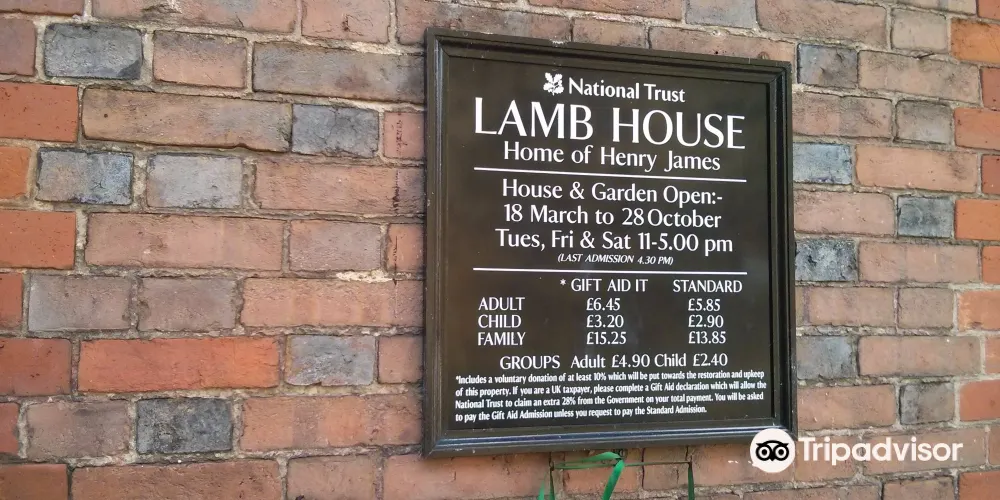 National Trust
LAMB HOUSE
Home of Henry James
House & Garden Open:-
18 March to 28 October
Tues, Fri & Sat 11-5.00 pm
(LAST ADMISSION 4.30 PM)
* GIFT AID IT STANDARD
ADULT £6.45 £5.85
CHILD £3.20 £2.90
FAMILY £15.25 £13.85
GROUPS Adult £4.90 Child £2.40
*Includes a voluntary donation of at least 10% which will be put towards the restoration and upkeep
of this property. If you are a UK taxpayer, please complete a Gift Aid declaration which will allow the
National Trust to claim an extra 28% from the Government on your total payment. You will be asked
to pay the Gift Aid Admission unless you request to pay the Standard Admission.
Tripadvisor